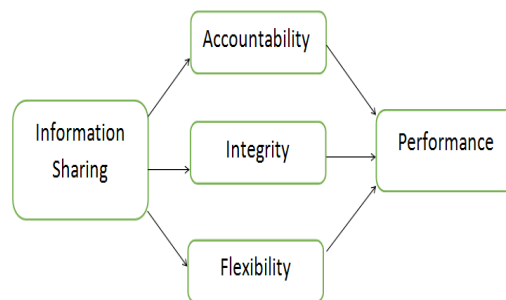 Accountability
Information
Sharing
Integrity
Performance
Flexibility